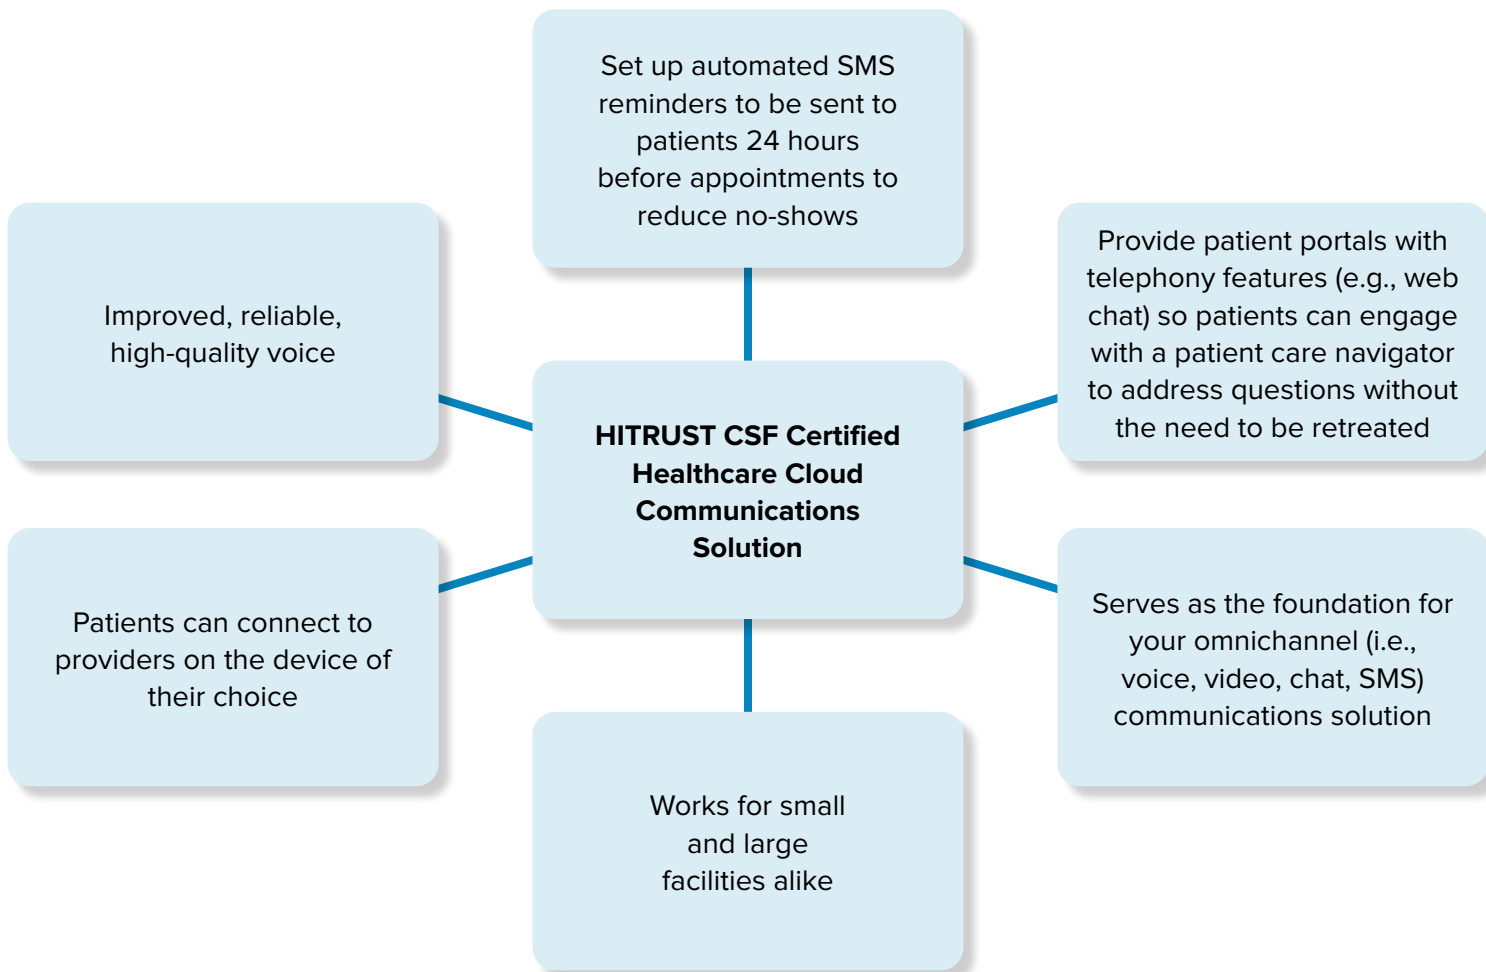 Set up automated SMS
reminders to be sent to
patients 24 hours
before appointments to
reduce no-shows
Improved, reliable,
high-quality voice
Provide patient portals with
telephony features (e.g., web
chat) so patients can engage
with a patient care navigator
to address questions without
the need to be retreated
HITRUST CSF Certified
Healthcare Cloud
Communications
Solution
Patients can connect to
providers on the device of
their choice
Serves as the foundation for
your omnichannel (i.e.,
voice, video, chat, SMS)
communications solution
Works for small
and large
facilities alike